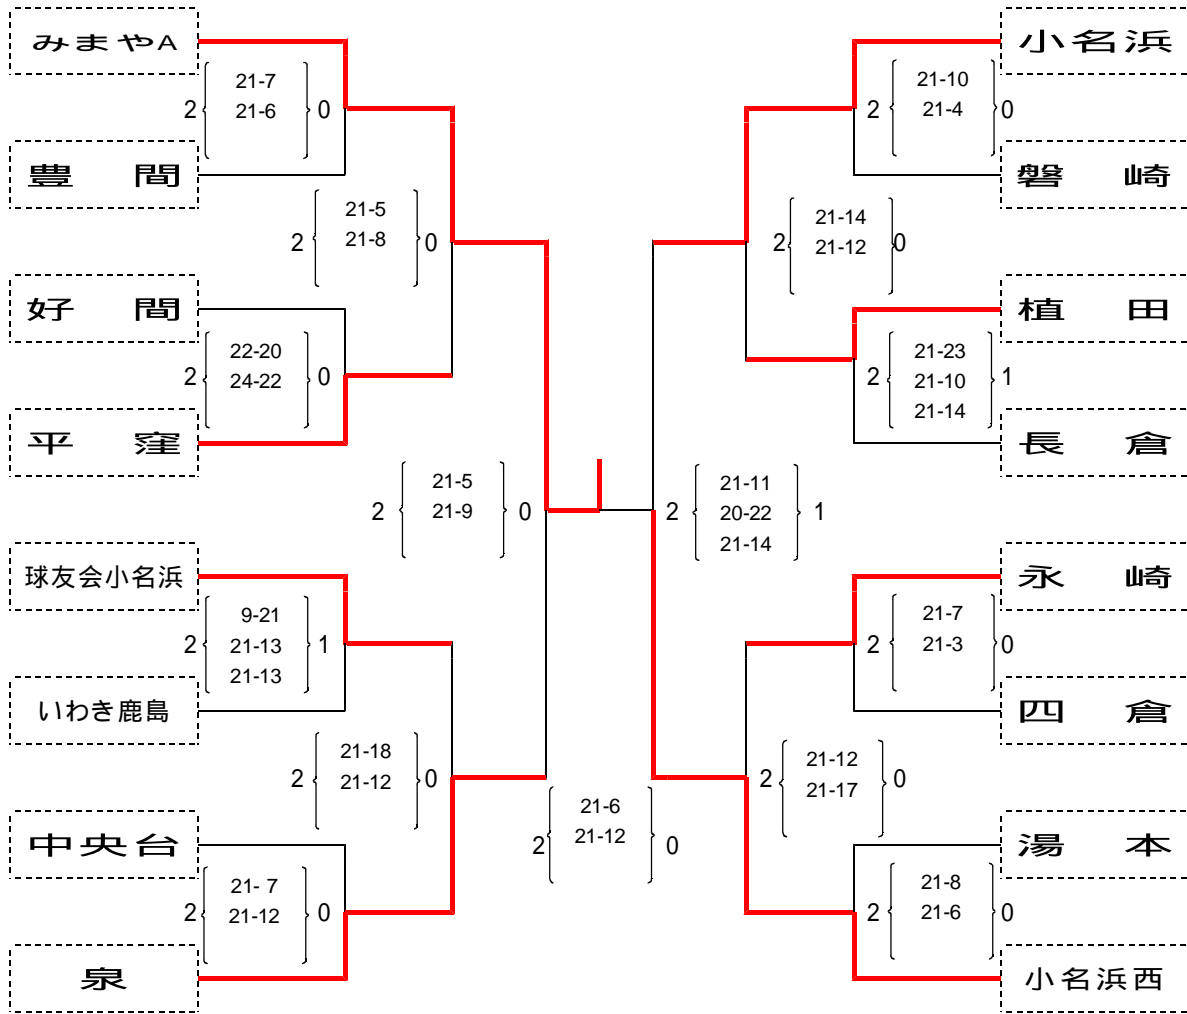 みまやA
2 21-7 0
21-6
豊間
2 21-5 0
21-8
好間
2 22-20 0
24-22
平窪
2 21-5 0
21-9
球友会小名浜
2 9-21 1
21-13
21-13
いわき鹿島
2 21-18 0
21-12
中央台
2 21- 7 0
21-12
泉
2 21-6 0
21-12
小名浜
2 21-10 0
21-4
磐崎
2 21-14 0
21-12
植田
2 21-23 1
21-10
21-14
長倉
2 21-11 1
20-22
21-14
永崎
2 21-7 0
21-3
四倉
2 21-12 0
21-17
湯本
2 21-8 0
21-6
小名浜西